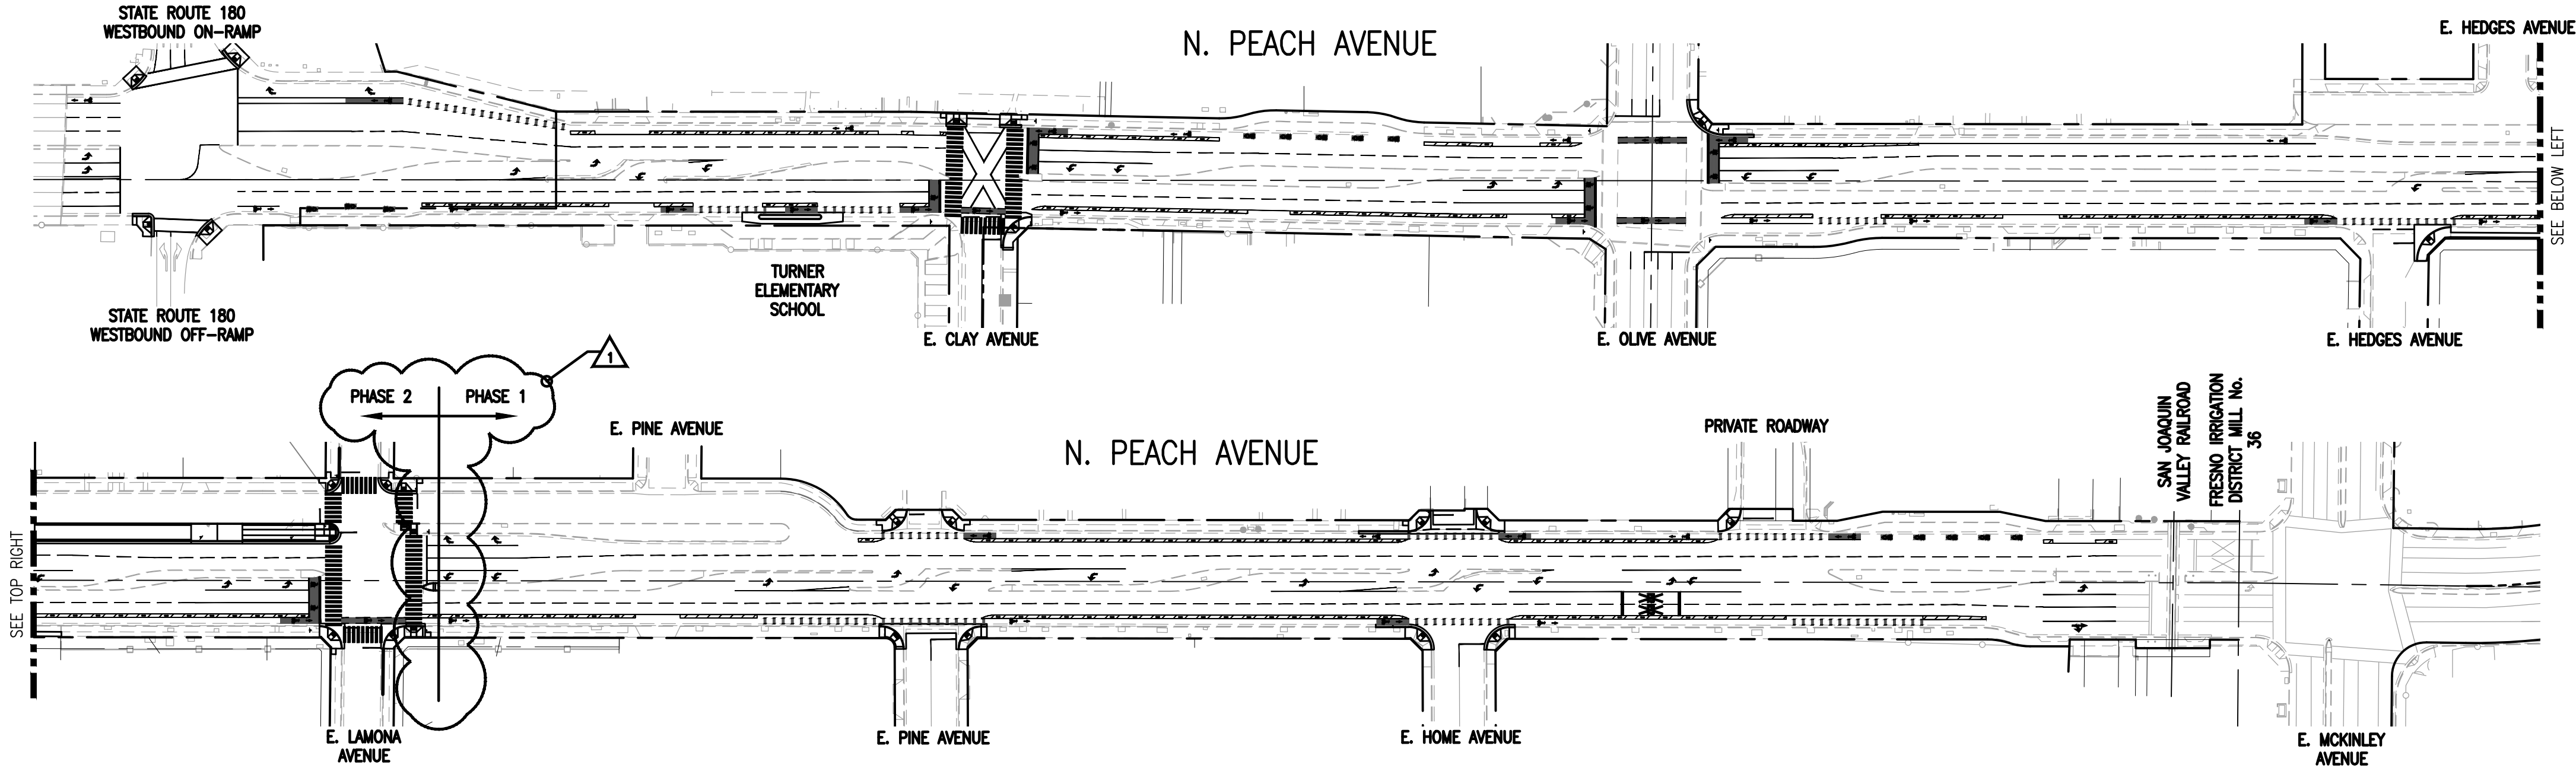 STATE ROUTE 180
WESTBOUND ON-RAMP
N. PEACH AVENUE
E. HEDGES AVENUE
SEE BELOW LEFT
TURNER
ELEMENTARY
SCHOOL
STATE ROUTE 180
WESTBOUND OFF-RAMP
E. CLAY AVENUE
E. OLIVE AVENUE
E. HEDGES AVENUE
1
PHASE 2
PHASE 1
E. PINE AVENUE
N. PEACH AVENUE
PRIVATE ROADWAY
SAN JOAQUIN
VALLEY RAILROAD
FRESNO IRRIGATION
DISTRICT MILL No.
36
SEE TOP RIGHT
E. LAMONA
AVENUE
E. PINE AVENUE
E. HOME AVENUE
E. MCKINLEY
AVENUE